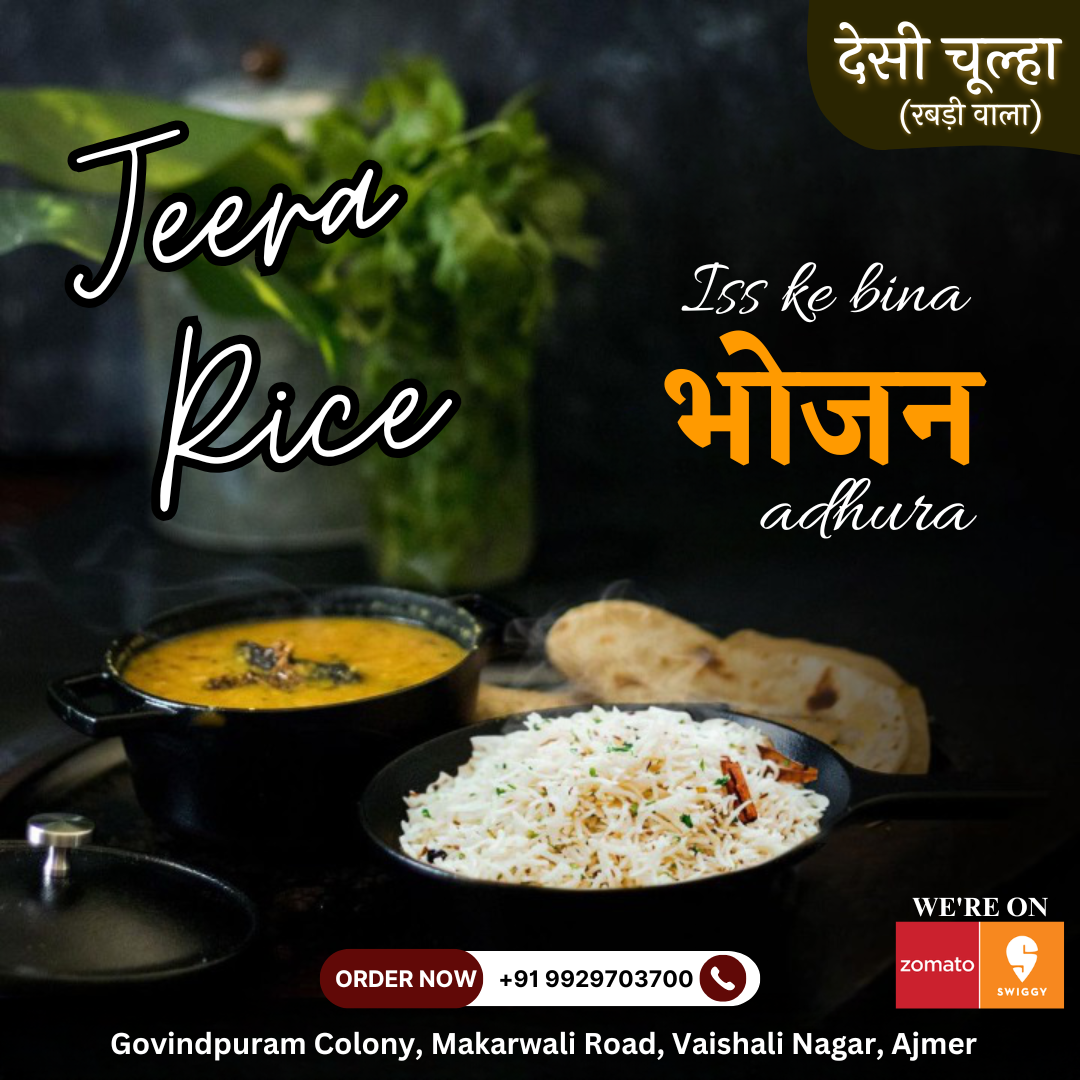 देसी चूल्हा
(रबड़ी वाला)
Jeera
Rice
Iss ke bina
भोजन
adhura
WE'RE ON
zomato
SWIGGY
ORDER NOW
+91 9929703700
Govindpuram Colony, Makarwali Road, Vaishali Nagar, Ajmer